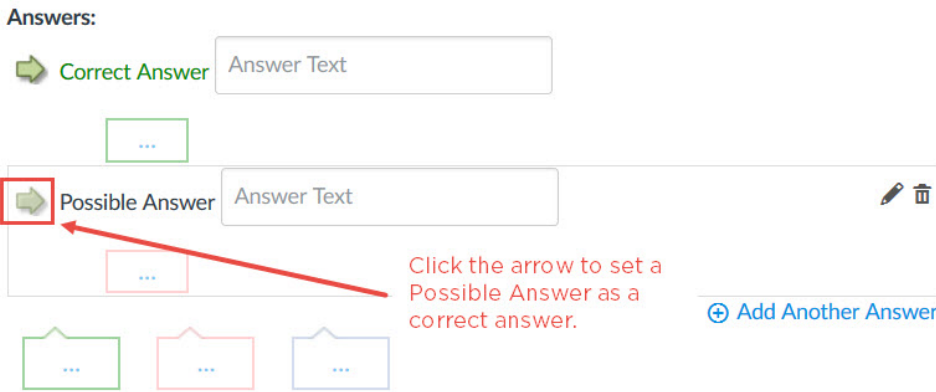 Answers:
Correct Answer Answer Text
...
Possible Answer Answer Text
...
Click the arrow to set a
Possible Answer as a
correct answer.
Add Another Answer
... ... ...